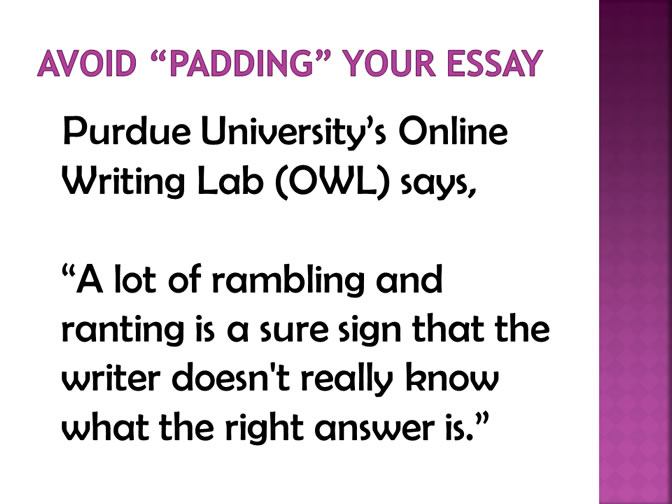 AVOID “PADDING” YOUR ESSAY
Purdue University’s Online
Writing Lab (OWL) says,
“A lot of rambling and
ranting is a sure sign that the
writer doesn't really know
what the right answer is.”